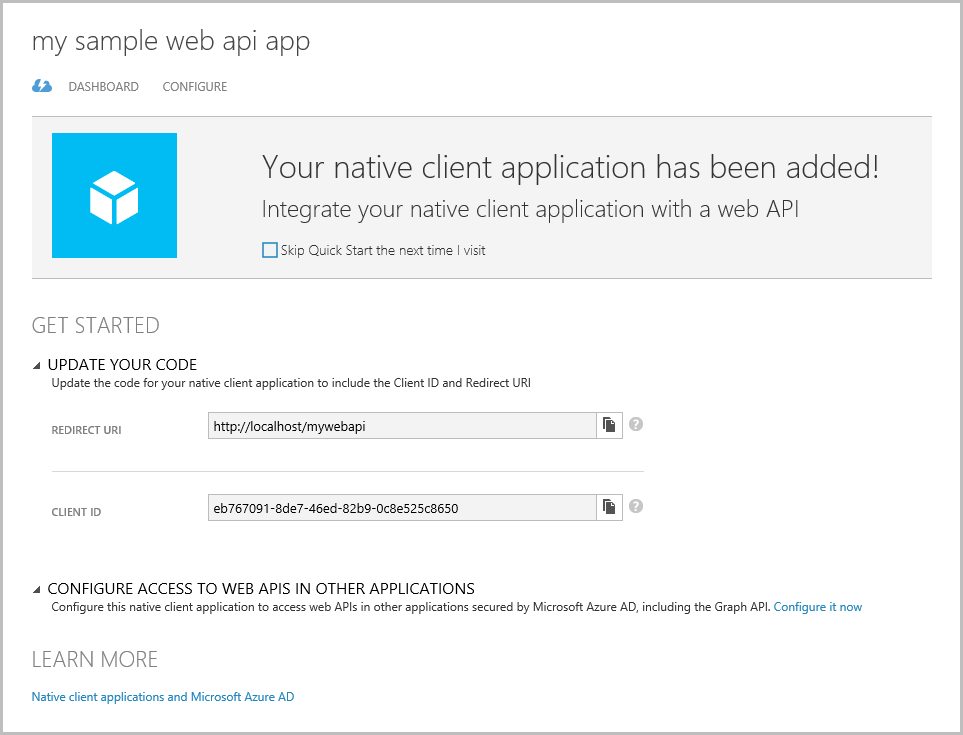 my sample web api app
DASHBOARD CONFIGURE
Your native client application has been added!
Integrate your native client application with a web API
Skip Quick Start the next time I visit
GET STARTED
UPDATE YOUR CODE
Update the code for your native client application to include the Client ID and Redirect URI
REDIRECT URI http://localhost/mywebapi ?
CLIENT ID eb767091-8de7-46ed-82b9-0c8e525c8650 ?
CONFIGURE ACCESS TO WEB APIS IN OTHER APPLICATIONS
Configure this native client application to access web APIs in other applications secured by Microsoft Azure AD, including the Graph API. Configure it now
LEARN MORE
Native client applications and Microsoft Azure AD